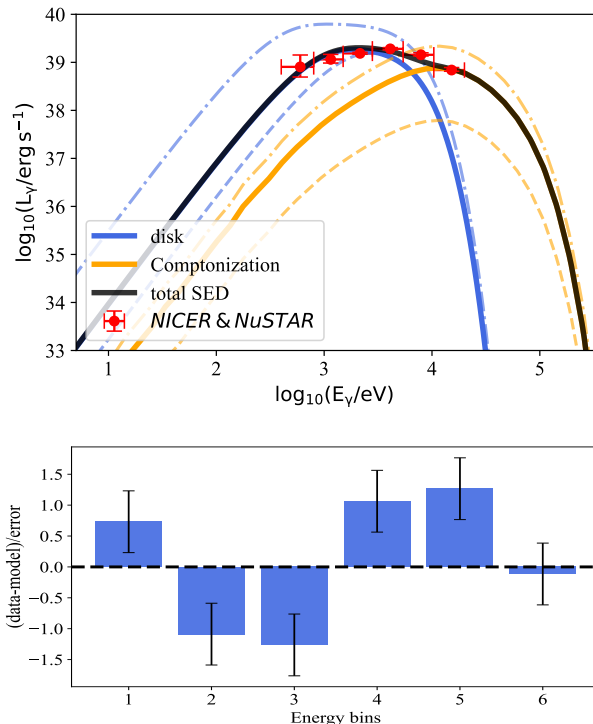 40
39
38
37
36
35
34
33
log₁₀(Lᵧ/erg s⁻¹)
disk
Comptonization
total SED
NICER & NuSTAR
1 2 3 4 5
log₁₀(Eᵧ/eV)
1.5
1.0
0.5
0.0
−0.5
−1.0
−1.5
(data-model)/error
1 2 3 4 5 6
Energy bins